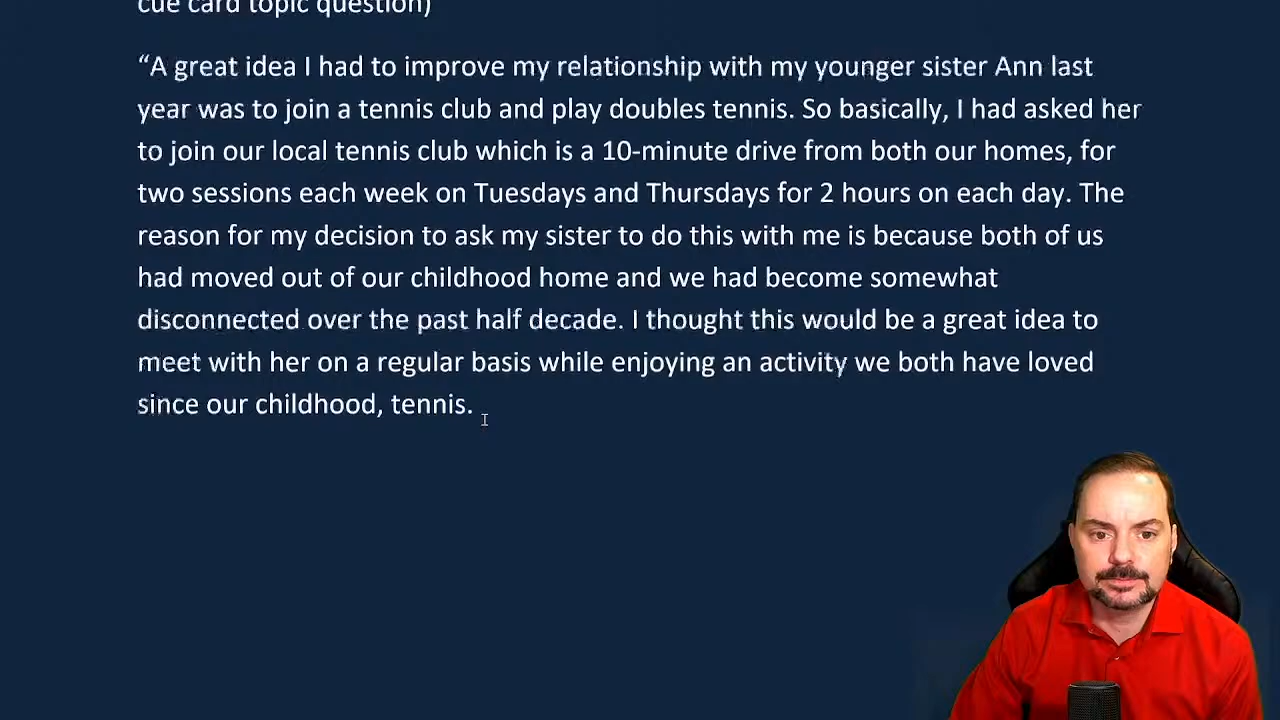 cue card topic question)
“A great idea I had to improve my relationship with my younger sister Ann last
year was to join a tennis club and play doubles tennis. So basically, I had asked her
to join our local tennis club which is a 10-minute drive from both our homes, for
two sessions each week on Tuesdays and Thursdays for 2 hours on each day. The
reason for my decision to ask my sister to do this with me is because both of us
had moved out of our childhood home and we had become somewhat
disconnected over the past half decade. I thought this would be a great idea to
meet with her on a regular basis while enjoying an activity we both have loved
since our childhood, tennis.